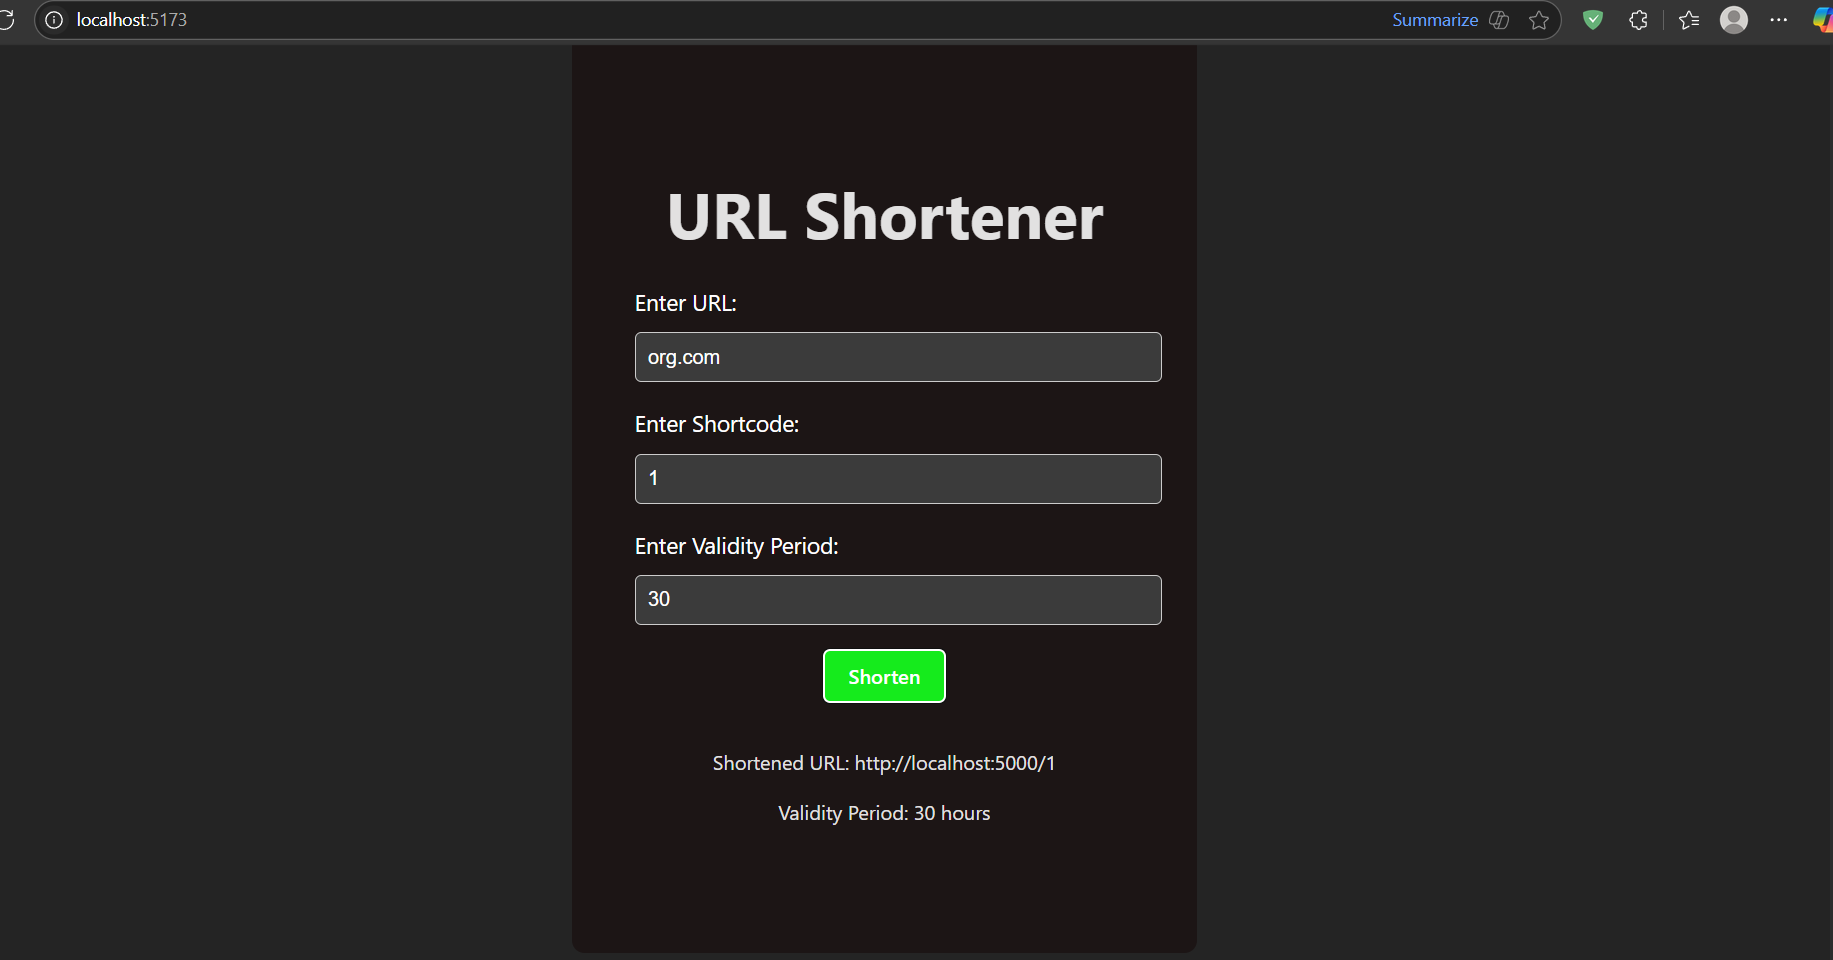 localhost:5173
Summarize
URL Shortener
Enter URL:
org.com
Enter Shortcode:
1
Enter Validity Period:
30
Shorten
Shortened URL: http://localhost:5000/1
Validity Period: 30 hours